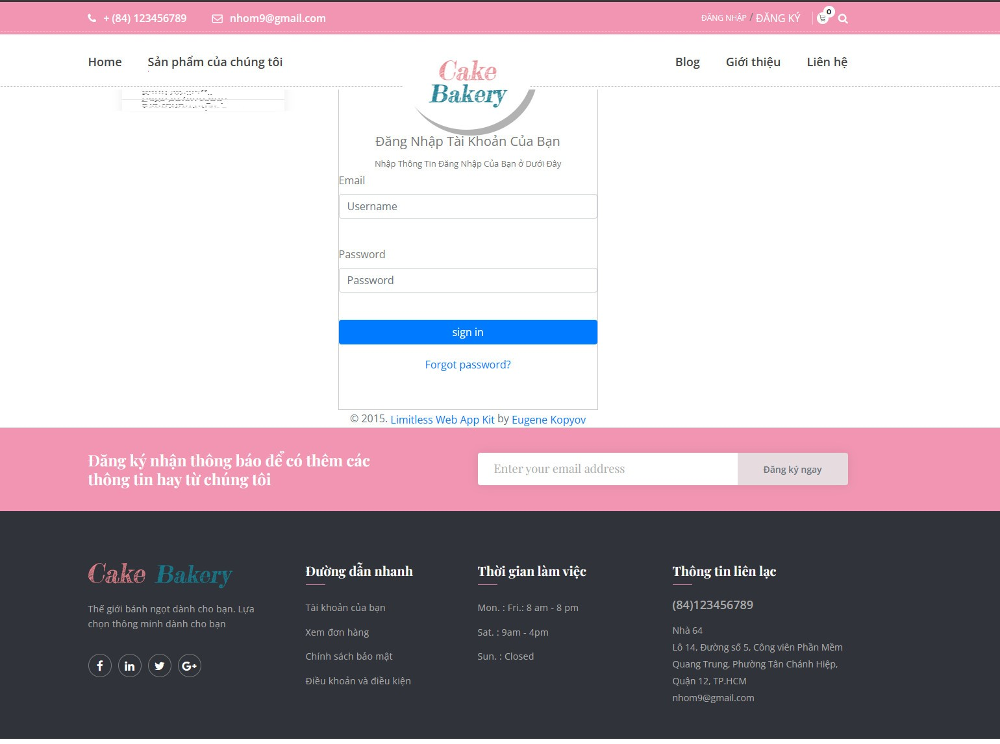 + (84) 123456789 nhom9@gmail.com ĐĂNG NHẬP / ĐĂNG KÝ 0
Home Sản phẩm của chúng tôi Cake Bakery Blog Giới thiệu Liên hệ
Đăng Nhập Tài Khoản Của Bạn
Nhập Thông Tin Đăng Nhập Của Bạn ở Dưới Đây
Email
Username
Password
Password
sign in
Forgot password?
© 2015. Limitless Web App Kit by Eugene Kopyov
Đăng ký nhận thông báo để có thêm các
thông tin hay từ chúng tôi
Enter your email address Đăng ký ngay
Cake Bakery
Thế giới bánh ngọt dành cho bạn. Lựa
chọn thông minh dành cho bạn
Đường dẫn nhanh
Tài khoản của bạn
Xem đơn hàng
Chính sách bảo mật
Điều khoản và điều kiện
Thời gian làm việc
Mon. : Fri.: 8 am - 8 pm
Sat. : 9am - 4pm
Sun. : Closed
Thông tin liên lạc
(84)123456789
Nhà 64
Lô 14, Đường số 5, Công viên Phần Mềm
Quang Trung, Phường Tân Chánh Hiệp,
Quận 12, TP.HCM
nhom9@gmail.com